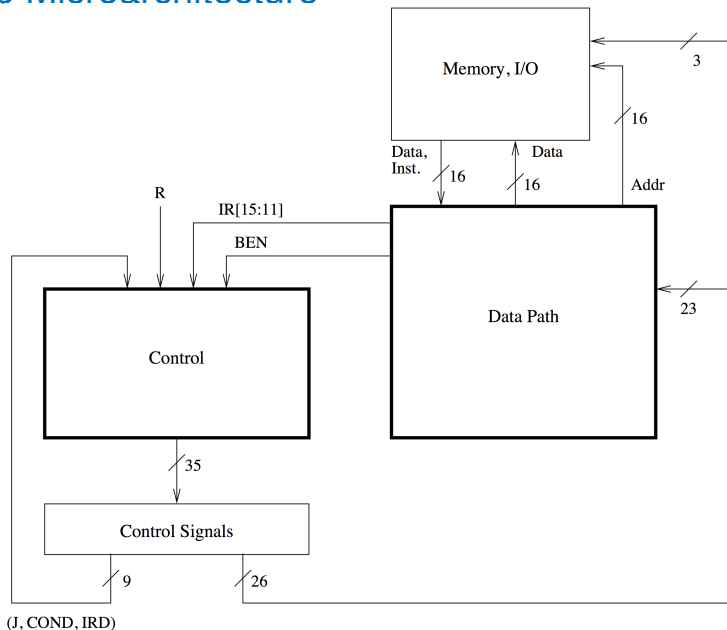 Microarchitecture
Memory, I/O
3
16
Data,
Inst.
16
Data
16
Addr
R
IR[15:11]
BEN
23
Data Path
Control
35
Control Signals
9
26
(J, COND, IRD)